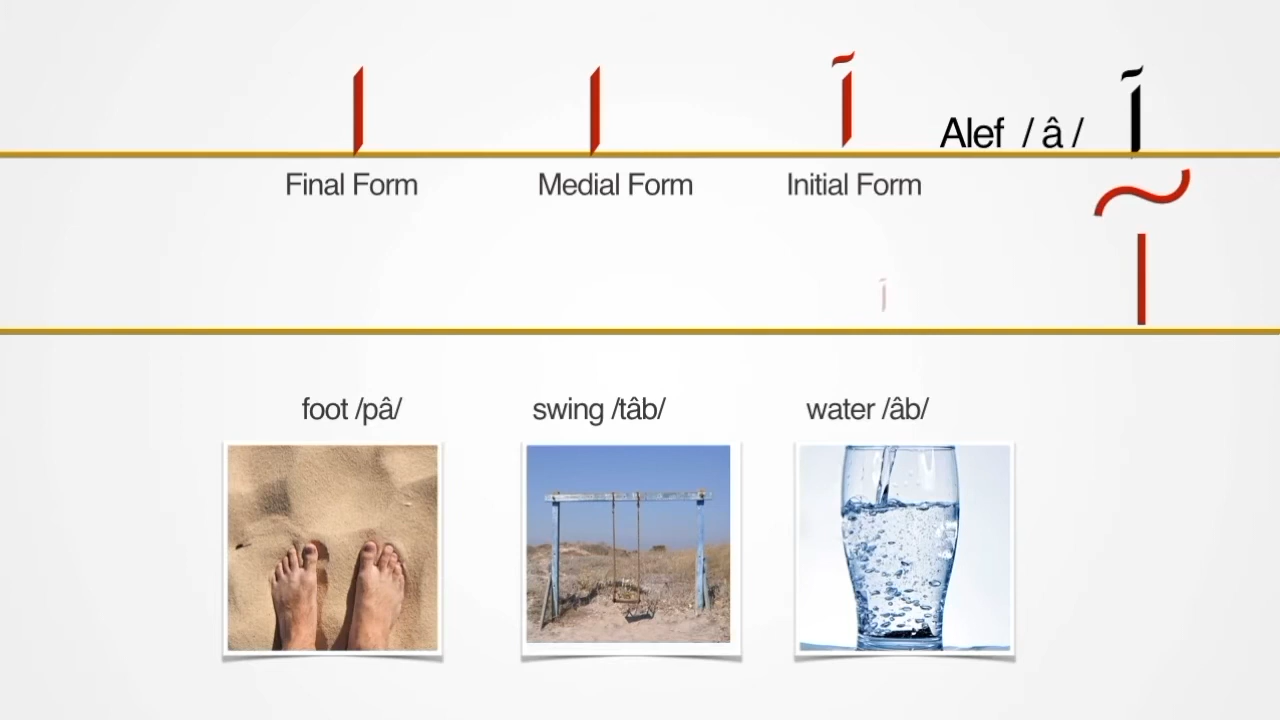 ا ا آ Alef / â / آ
Final Form Medial Form Initial Form
~
ا
آ
foot /pâ/ swing /tâb/ water /âb/